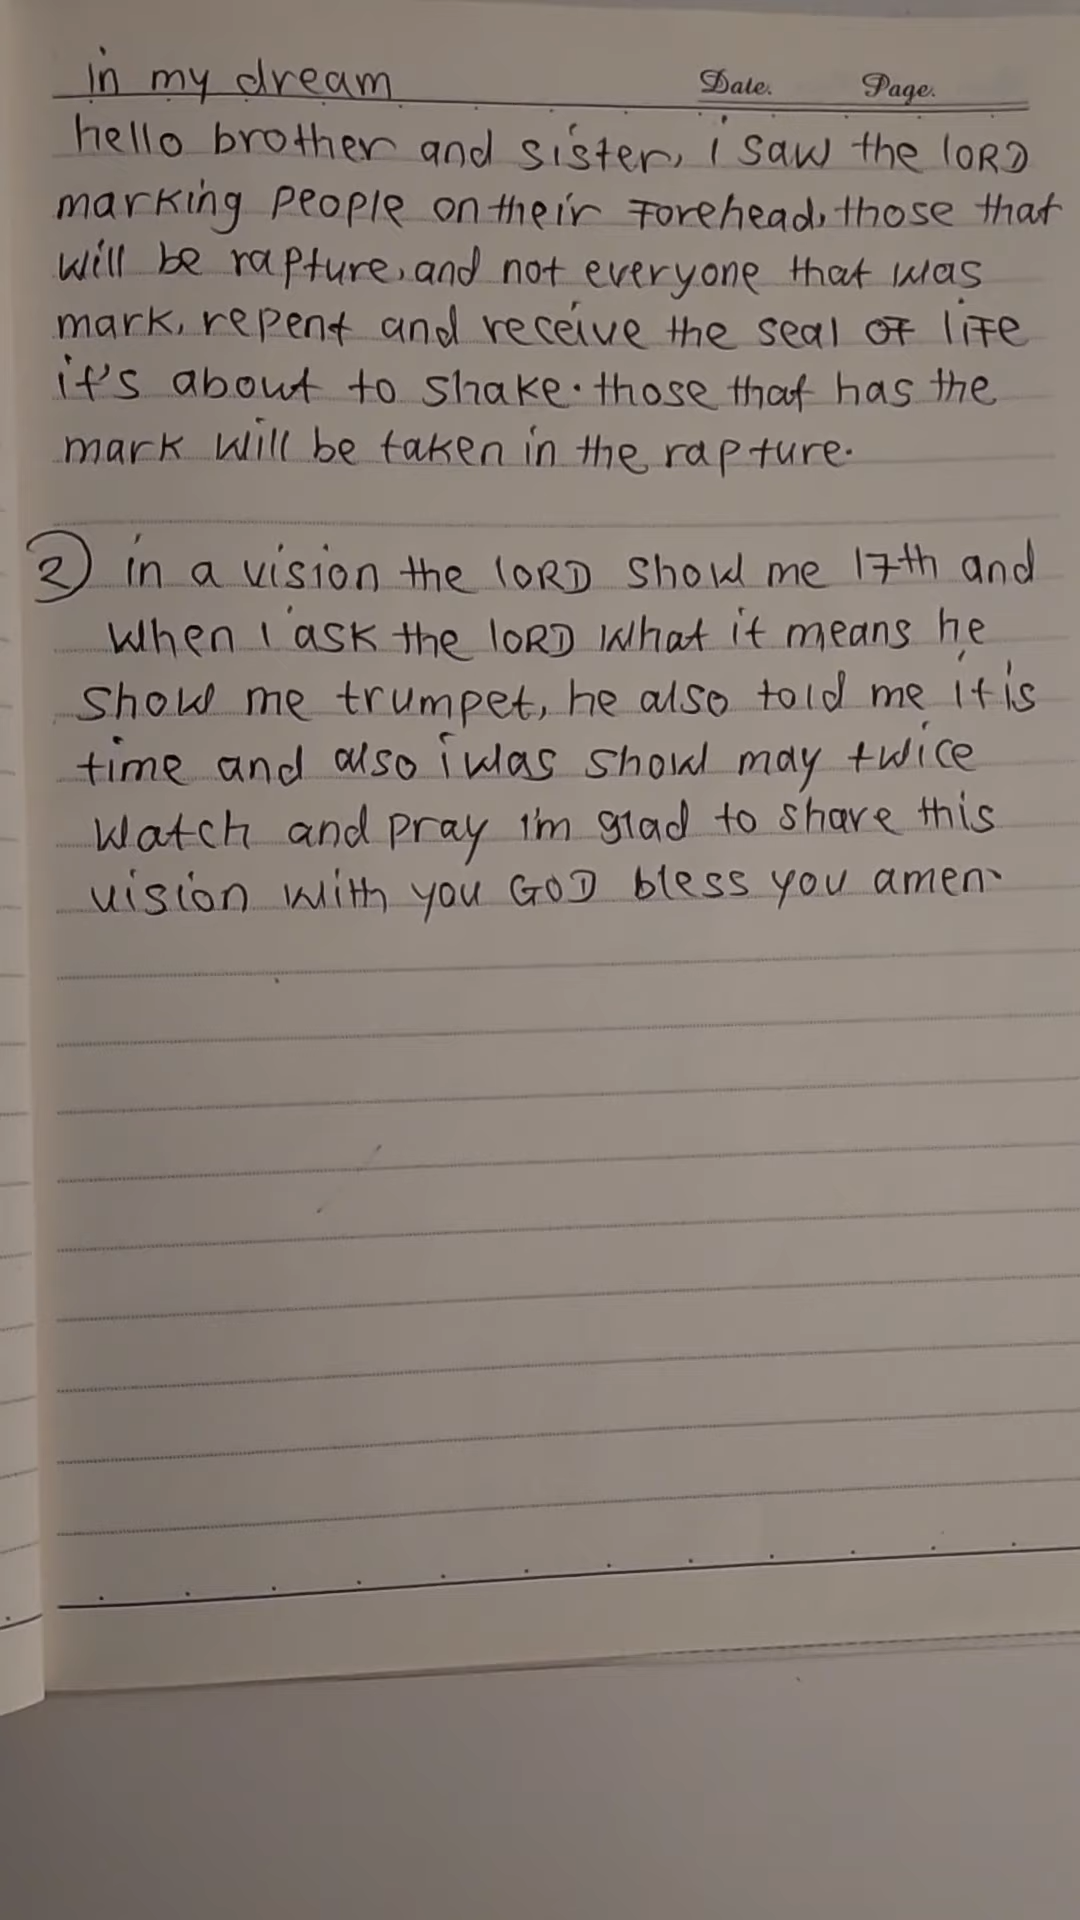 in my dream
Date. Page.
hello brother and sister, i saw the lORD
marking people on their Forehead, those that
will be rapture, and not everyone that was
mark, repent and receive the seal oF liFe
it's about to shake. those that has the
mark will be taken in the rapture.
2 in a vision the lORD show me 17th and
when i ask the lORD what it means he
show me trumpet, he also told me it is
time and also i was show may twice
watch and pray i'm glad to share this
vision with you GOD bless you amen.